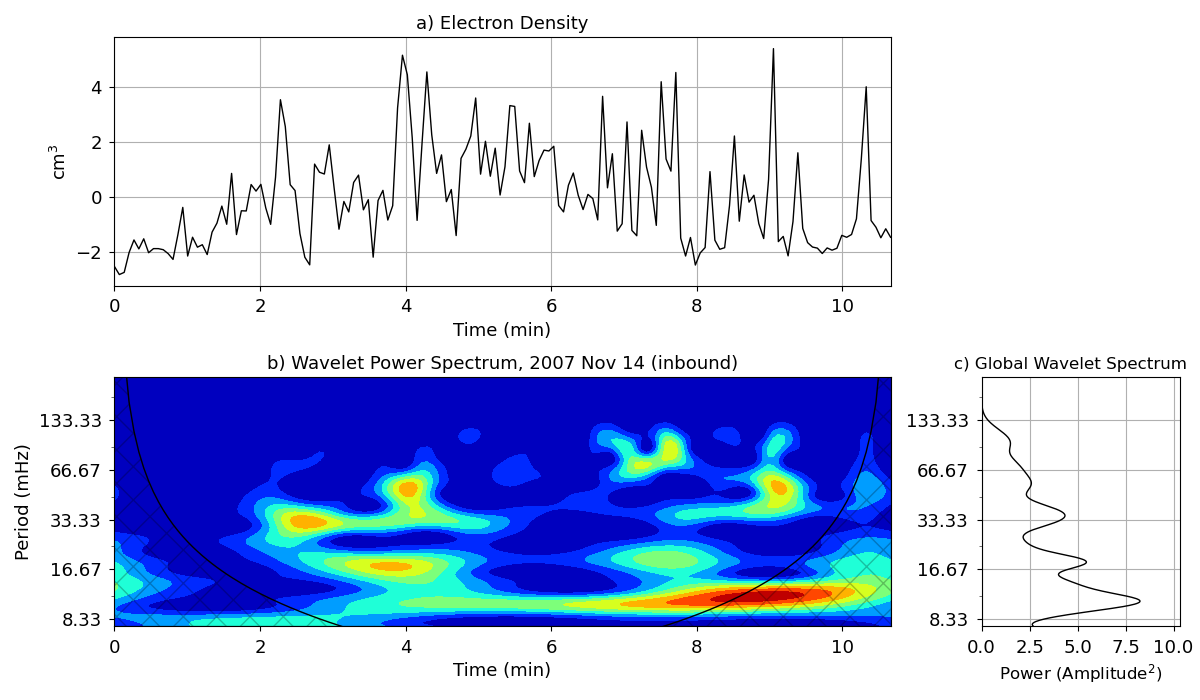 a) Electron Density
4
2
0
−2
cm³
0 2 4 6 8 10
Time (min)
b) Wavelet Power Spectrum, 2007 Nov 14 (inbound)
133.33
66.67
33.33
16.67
8.33
Period (mHz)
0 2 4 6 8 10
Time (min)
c) Global Wavelet Spectrum
133.33
66.67
33.33
16.67
8.33
0.0 2.5 5.0 7.5 10.0
Power (Amplitude²)